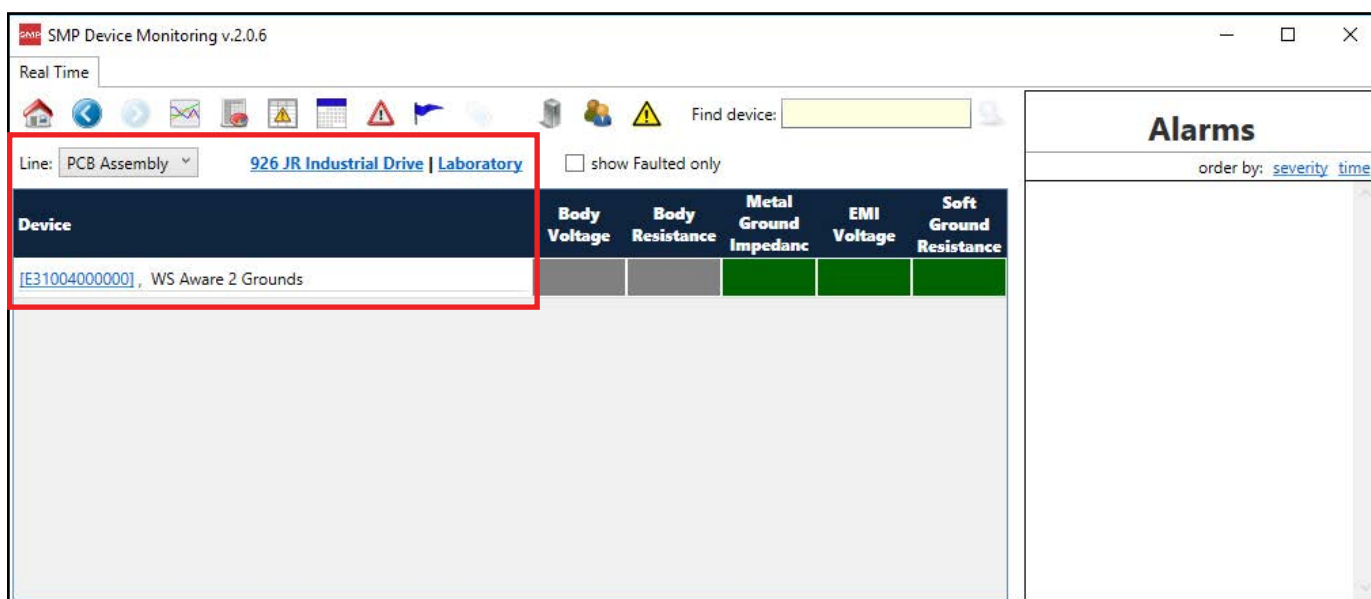 SMP SMP Device Monitoring v.2.0.6
Real Time
Find device:
Alarms
order by: severity time
Line: PCB Assembly 926 JR Industrial Drive | Laboratory show Faulted only
Device
Body Voltage
Body Resistance
Metal Ground Impedanc
EMI Voltage
Soft Ground Resistance
[E31004000000] , WS Aware 2 Grounds